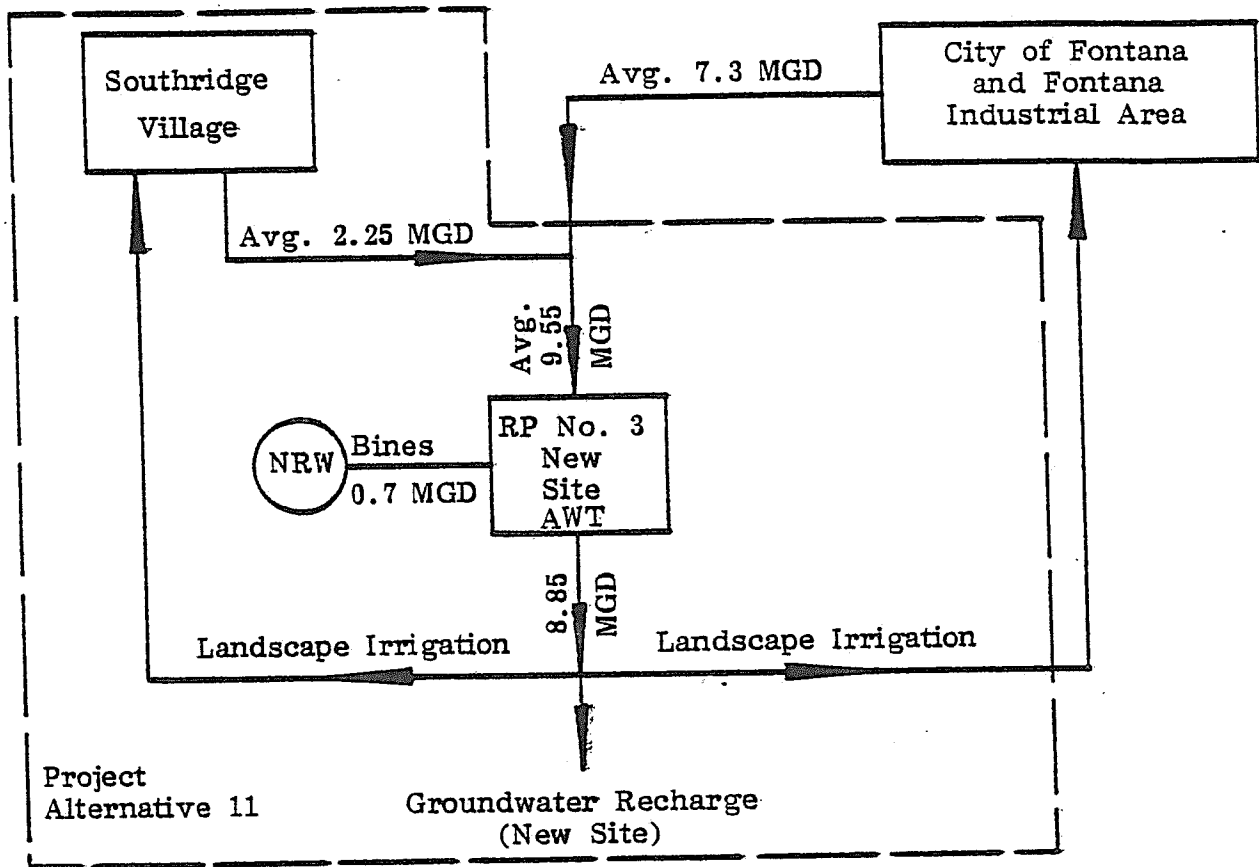 Southridge
Village
Avg. 7.3 MGD
City of Fontana
and Fontana
Industrial Area
Avg. 2.25 MGD
Avg.
9.55
MGD
NRW
Bines
0.7 MGD
RP No. 3
New
Site
AWT
8.85
MGD
Landscape Irrigation
Landscape Irrigation
Project
Alternative 11
Groundwater Recharge
(New Site)